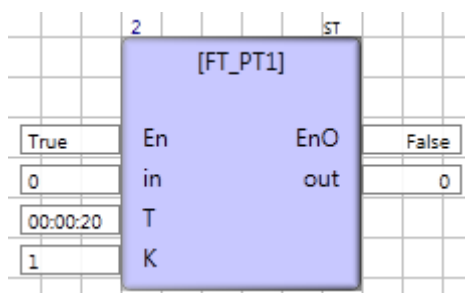 2 ST
[FT_PT1]
True En EnO False
0 in out 0
00:00:20 T
1 K